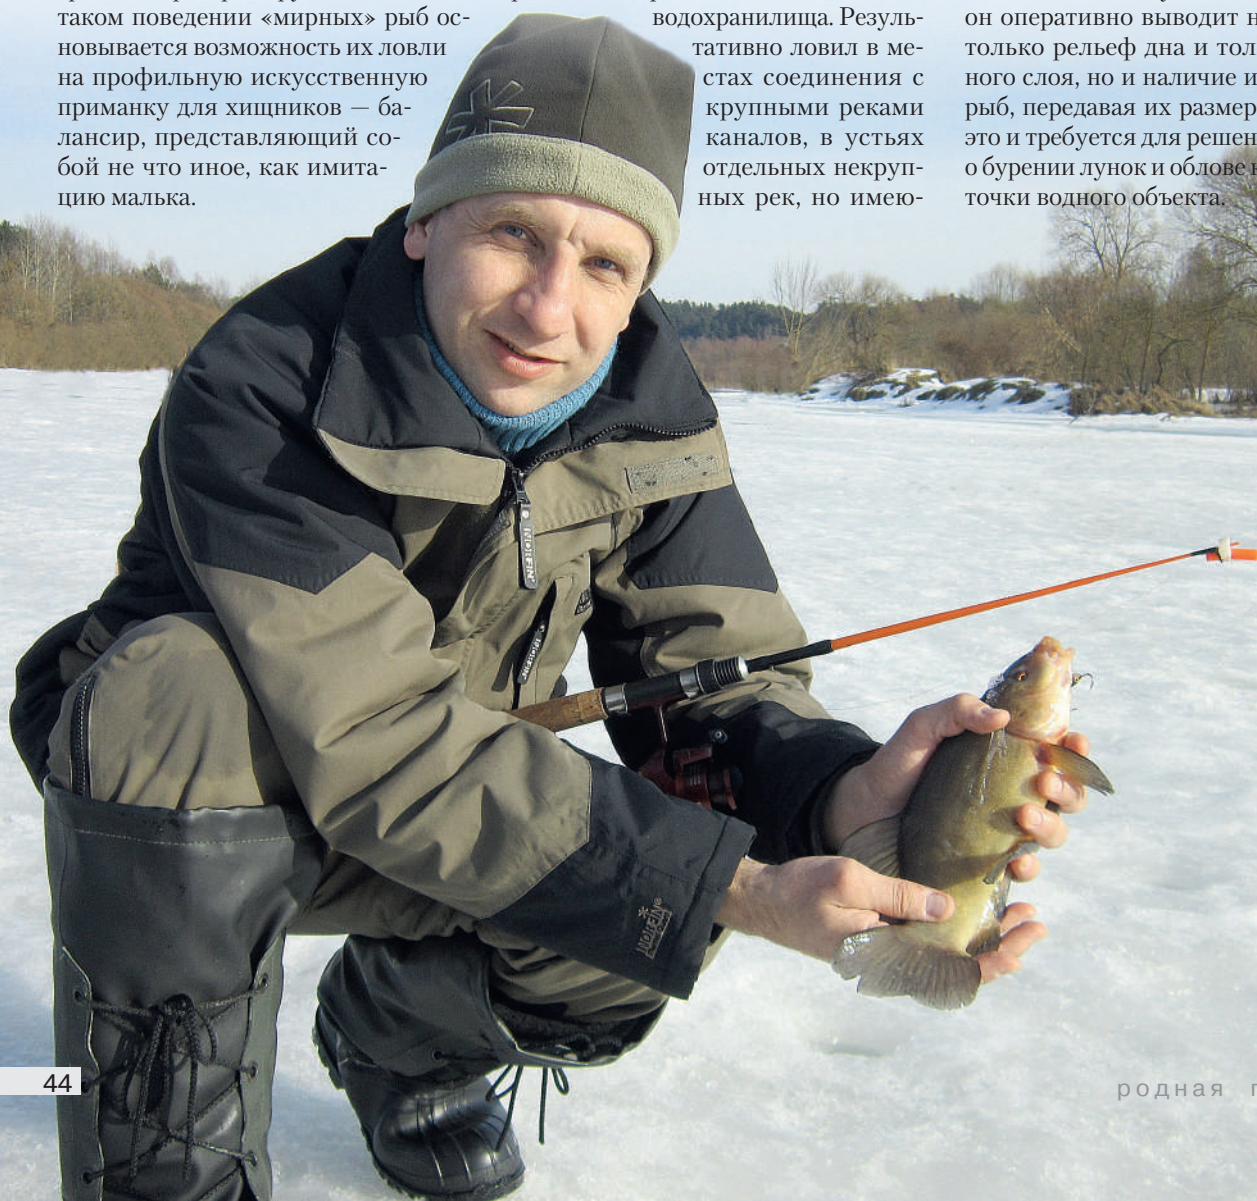 таком поведении «мирных» рыб ос-
новывается возможность их ловли
на профильную искусственную
приманку для хищников — ба-
лансир, представляющий со-
бой не что иное, как имита-
цию малька.
водохранилища. Резуль-
тативно ловил в ме-
стах соединения с
крупными реками
каналов, в устьях
отдельных некруп-
ных рек, но имею-
он оперативно выводит н
только рельеф дна и тол
ного слоя, но и наличие и
рыб, передавая их размер
это и требуется для решен
о бурении лунок и облове
точки водного объекта.
NORFIN
NORFIN
NORFIN
44
родная